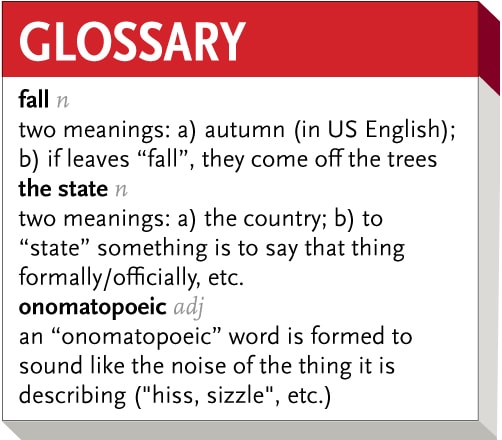 GLOSSARY
fall n
two meanings: a) autumn (in US English);
b) if leaves “fall”, they come off the trees
the state n
two meanings: a) the country; b) to
“state” something is to say that thing
formally/officially, etc.
onomatopoeic adj
an “onomatopoeic” word is formed to
sound like the noise of the thing it is
describing ("hiss, sizzle", etc.)